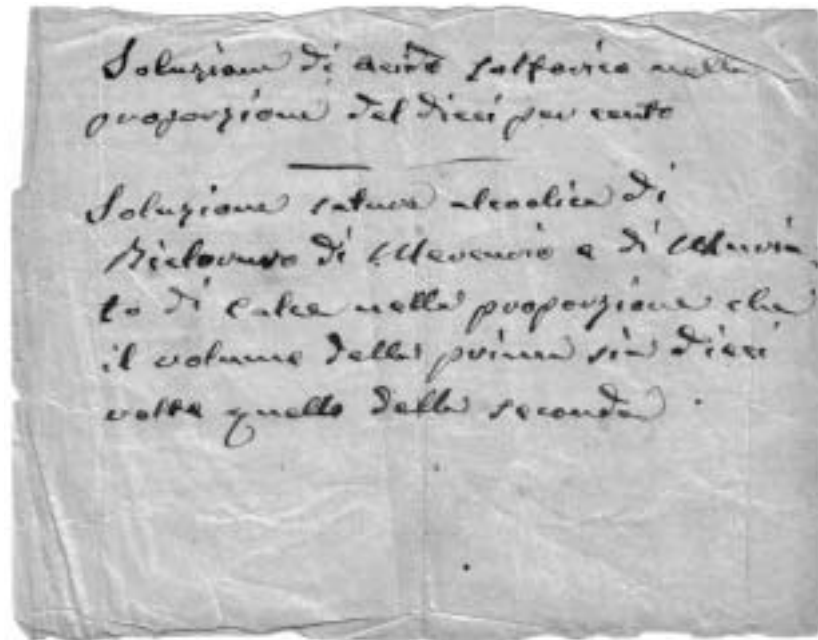 Soluzione di acido solforico nella
proporzione del dieci per cento
Soluzione satura alcoolica di
Bicloruro di Mercurio e di Muria
to di Calce nella proporzione che
il volume della prima sia dieci
volte quello della seconda.